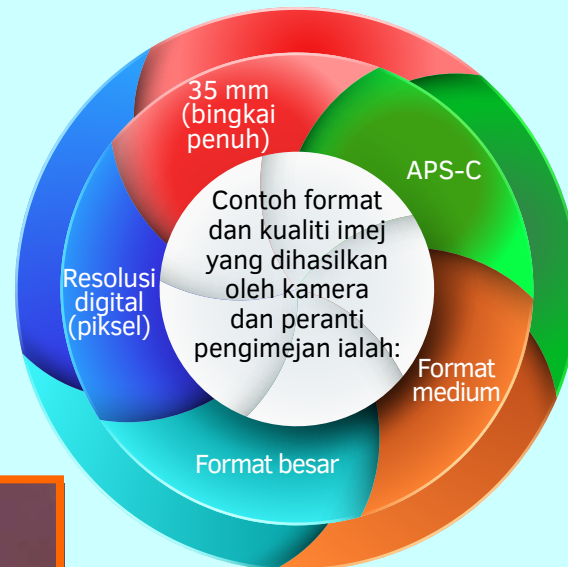 35 mm
(bingkai
penuh)
APS-C
Contoh format
dan kualiti imej
yang dihasilkan
oleh kamera
dan peranti
pengimejan ialah:
Resolusi
digital
(piksel)
Format
medium
Format besar